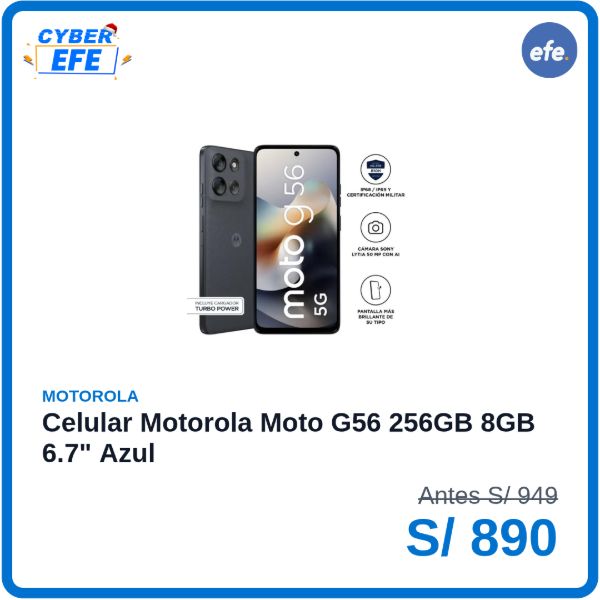 CYBER
EFE
efe.
moto g56
5G
IP68 / IP69 Y
CERTIFICACIÓN MILITAR
CÁMARA SONY
LYTIA 50 MP CON AI
PANTALLA MÁS
BRILLANTE DE
SU TIPO
INCLUYE CARGADOR
TURBO POWER
MOTOROLA
Celular Motorola Moto G56 256GB 8GB
6.7" Azul
Antes S/ 949
S/ 890